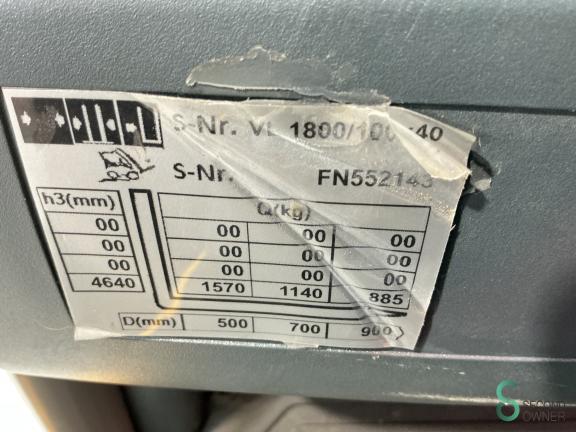 S-Nr. VL 1800/100 40
S-Nr. FN552143
h3(mm) Q(kg)
00 00 00 00
00 00 00 00
00 00 00 00
4640 1570 1140 885
D(mm) 500 700 900
SECOND
OWNER